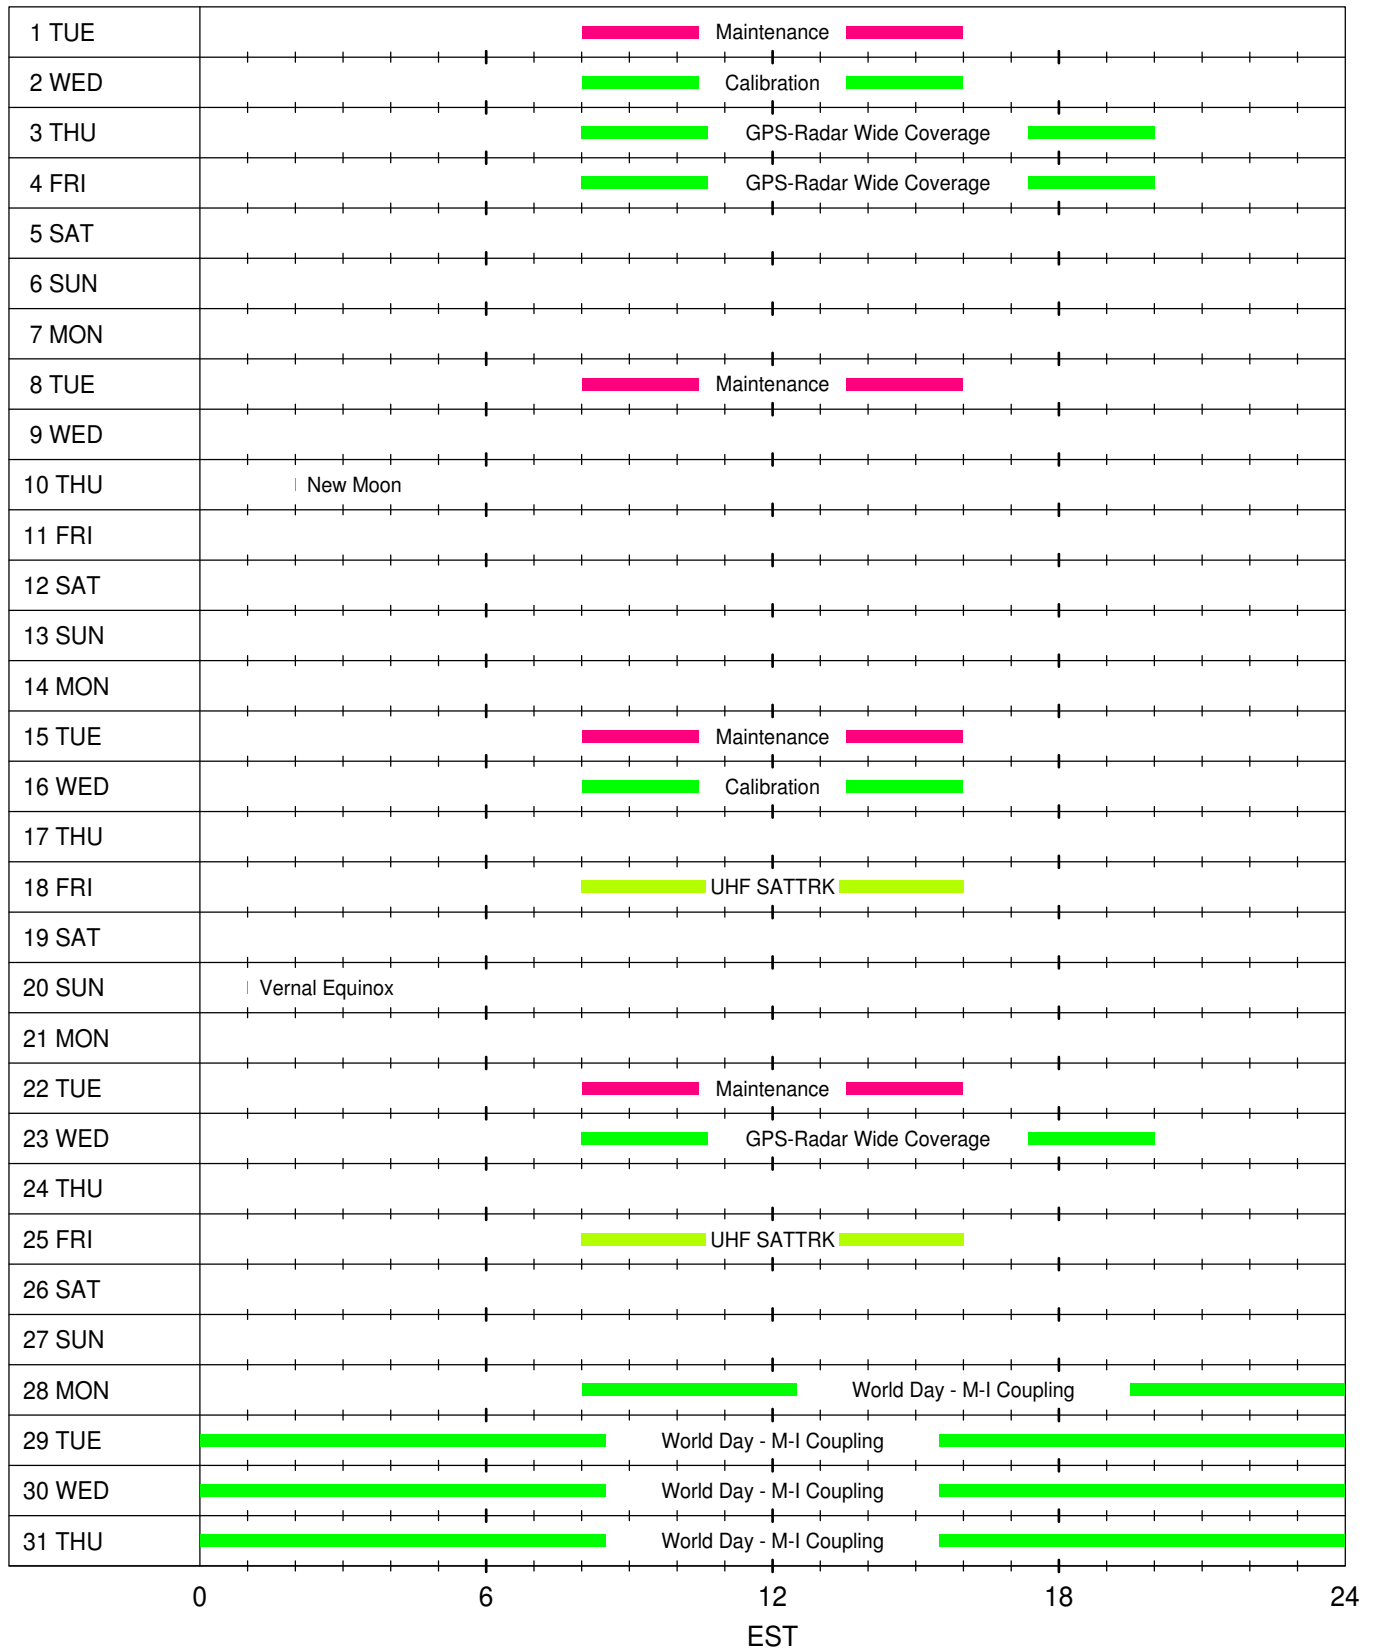 1 TUE Maintenance
2 WED Calibration
3 THU GPS-Radar Wide Coverage
4 FRI GPS-Radar Wide Coverage
5 SAT
6 SUN
7 MON
8 TUE Maintenance
9 WED
10 THU New Moon
11 FRI
12 SAT
13 SUN
14 MON
15 TUE Maintenance
16 WED Calibration
17 THU
18 FRI UHF SATTRK
19 SAT
20 SUN Vernal Equinox
21 MON
22 TUE Maintenance
23 WED GPS-Radar Wide Coverage
24 THU
25 FRI UHF SATTRK
26 SAT
27 SUN
28 MON World Day - M-I Coupling
29 TUE World Day - M-I Coupling
30 WED World Day - M-I Coupling
31 THU World Day - M-I Coupling
0 6 12 18 24
EST